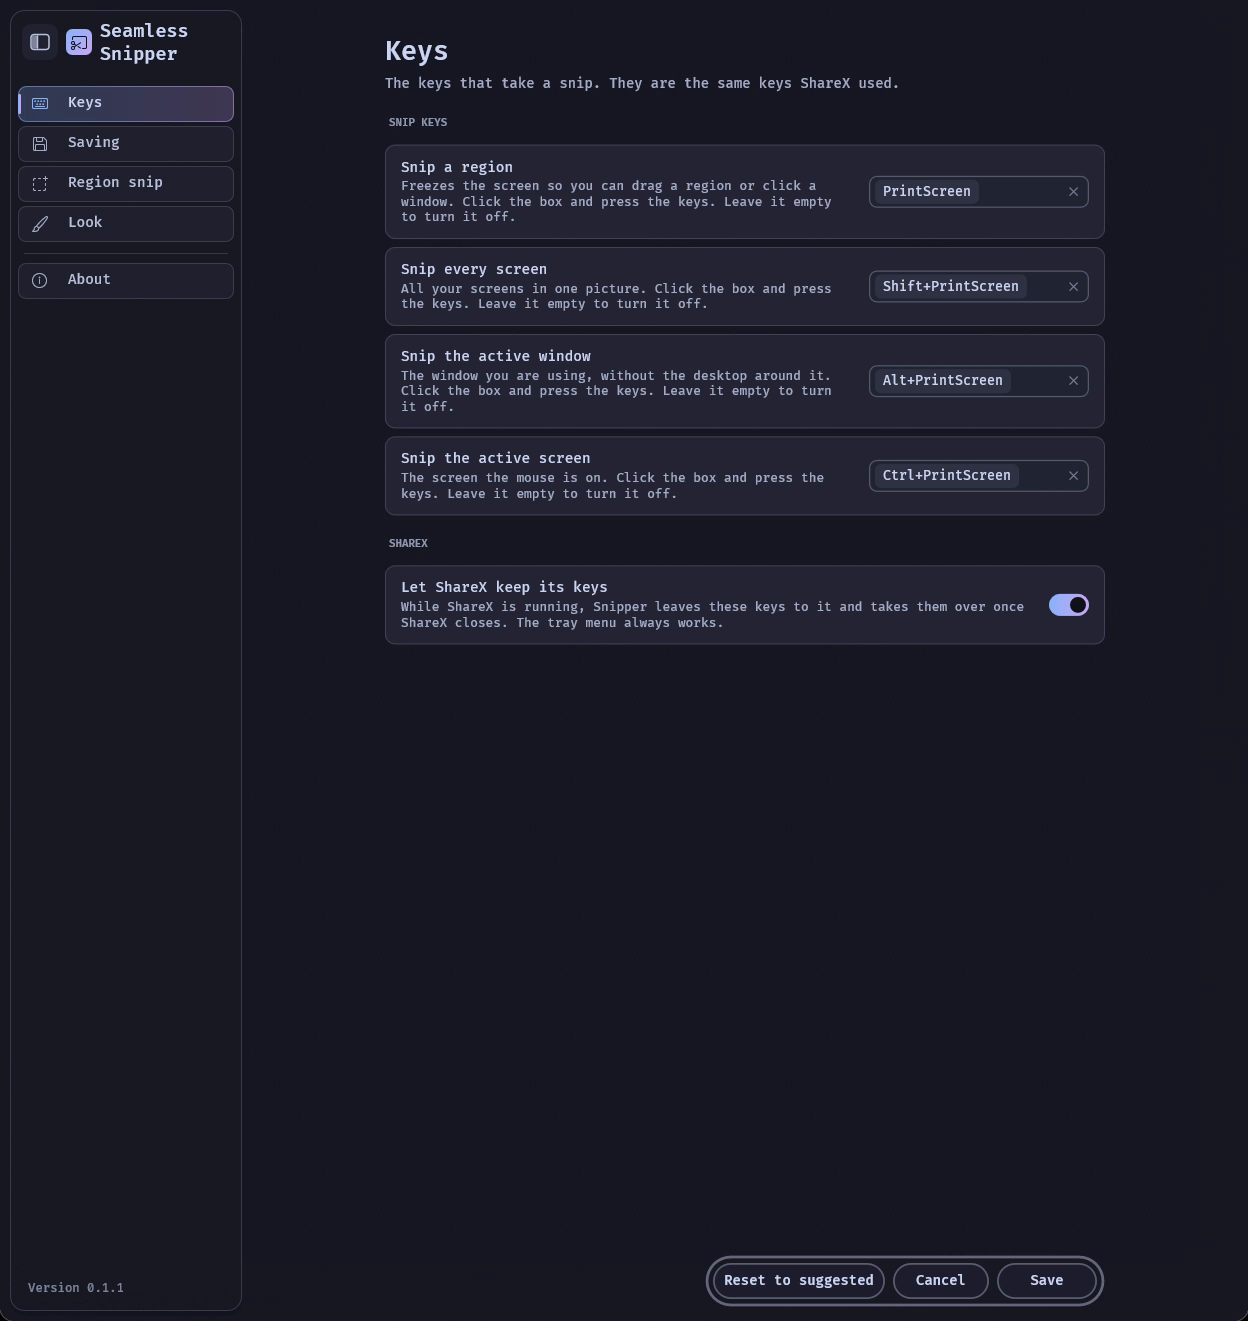 Seamless
Snipper
Keys
Saving
Region snip
Look
About
Version 0.1.1
Keys
The keys that take a snip. They are the same keys ShareX used.
SNIP KEYS
Snip a region
Freezes the screen so you can drag a region or click a
window. Click the box and press the keys. Leave it empty
to turn it off.
PrintScreen
Snip every screen
All your screens in one picture. Click the box and press
the keys. Leave it empty to turn it off.
Shift+PrintScreen
Snip the active window
The window you are using, without the desktop around it.
Click the box and press the keys. Leave it empty to turn
it off.
Alt+PrintScreen
Snip the active screen
The screen the mouse is on. Click the box and press the
keys. Leave it empty to turn it off.
Ctrl+PrintScreen
SHAREX
Let ShareX keep its keys
While ShareX is running, Snipper leaves these keys to it and takes them over once
ShareX closes. The tray menu always works.
Reset to suggested
Cancel
Save